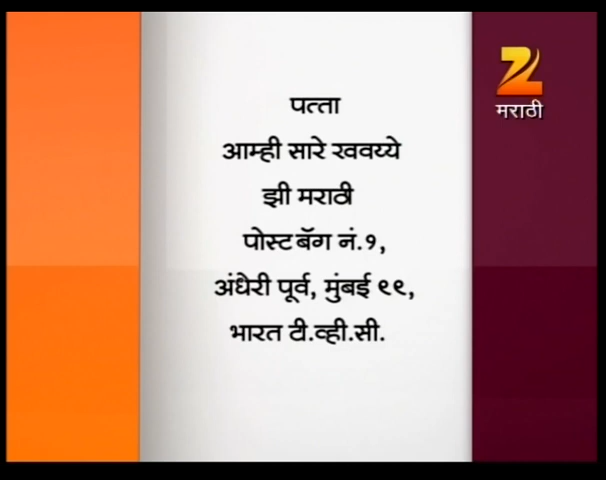 पत्ता
आम्ही सारे खवय्ये
झी मराठी
पोस्ट बॅग नं.१,
अंधेरी पूर्व, मुंबई ९९,
भारत टी.व्ही.सी.
मराठी